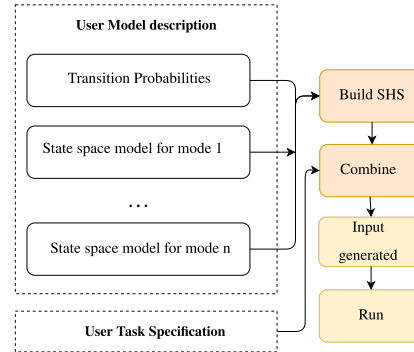 User Model description
Transition Probabilities
State space model for mode 1
...
State space model for mode n
User Task Specification
Build SHS
Combine
Input
generated
Run